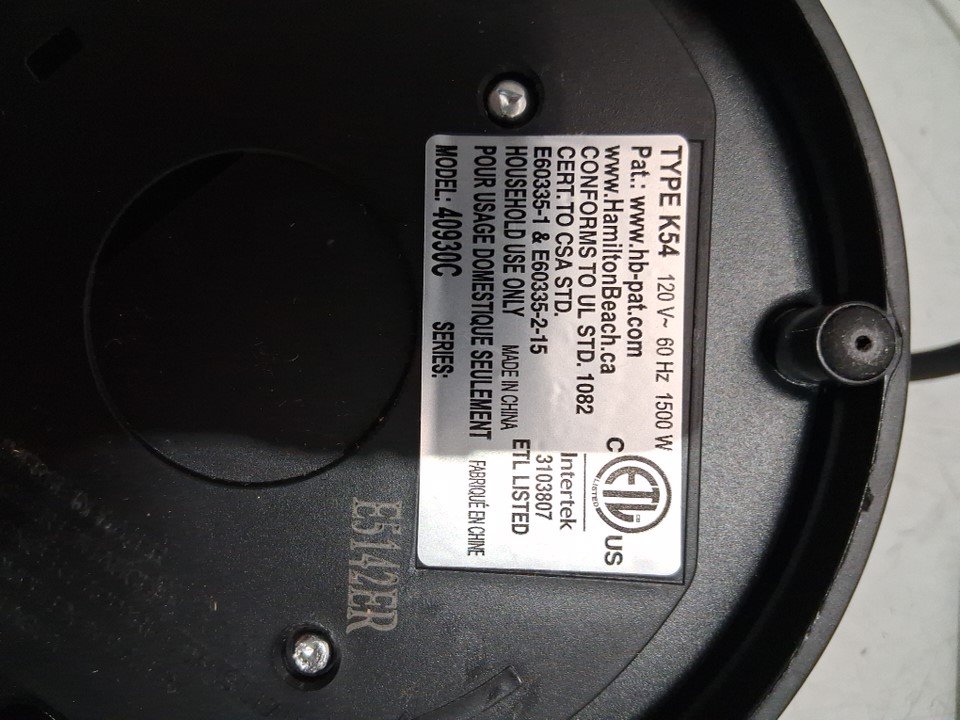 TYPE K54 120 V~ 60 Hz 1500 W
Pat.: www.hb-pat.com
www.HamiltonBeach.ca
CONFORMS TO UL STD. 1082
CERT. TO CSA STD.
E60335-1 & E60335-2-15
HOUSEHOLD USE ONLY MADE IN CHINA
POUR USAGE DOMESTIQUE SEULEMENT FABRIQUÉ EN CHINE
MODEL: 40930C SERIES:
C ETL US
LISTED
Intertek
3103807
ETL LISTED
E5142ER